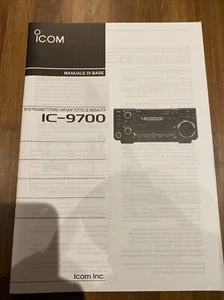 ICOM
MANUALE DI BASE
RICETRASMETTITORE VHF/UHF TUTTE LE MODALITÀ
IC-9700
Icom Inc.